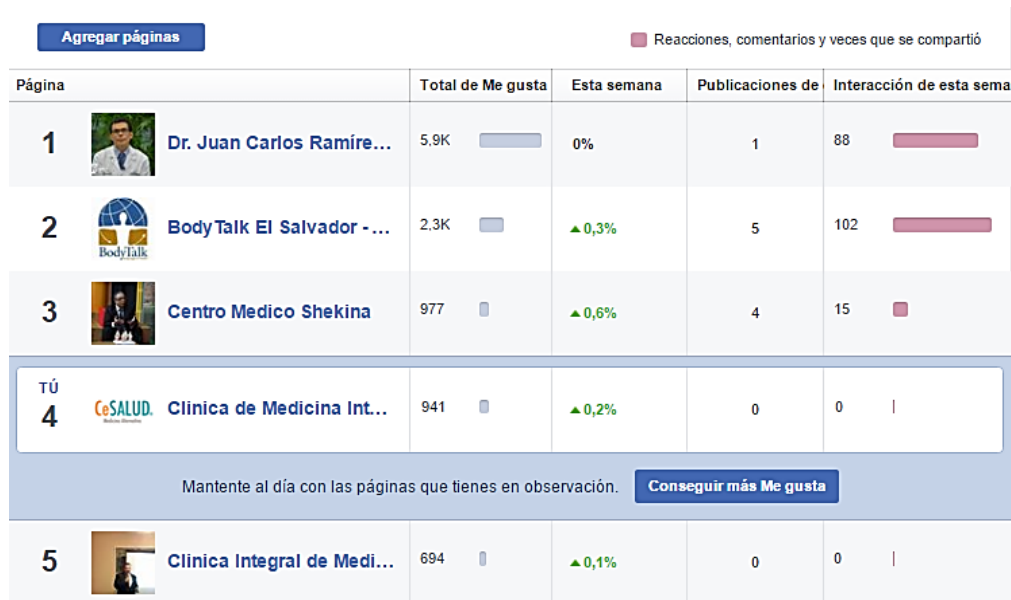 Agregar páginas
Reacciones, comentarios y veces que se compartió
Página Total de Me gusta Esta semana Publicaciones de Interacción de esta sema
1 Dr. Juan Carlos Ramíre... 5,9K 0% 1 88
2 BodyTalk BodyTalk El Salvador - ... 2,3K ▲0,3% 5 102
3 Centro Medico Shekina 977 ▲0,6% 4 15
TÚ
4 CeSALUD. Medicina Alternativa Clinica de Medicina Int... 941 ▲0,2% 0 0
Mantente al día con las páginas que tienes en observación. Conseguir más Me gusta
5 Clinica Integral de Medi... 694 ▲0,1% 0 0